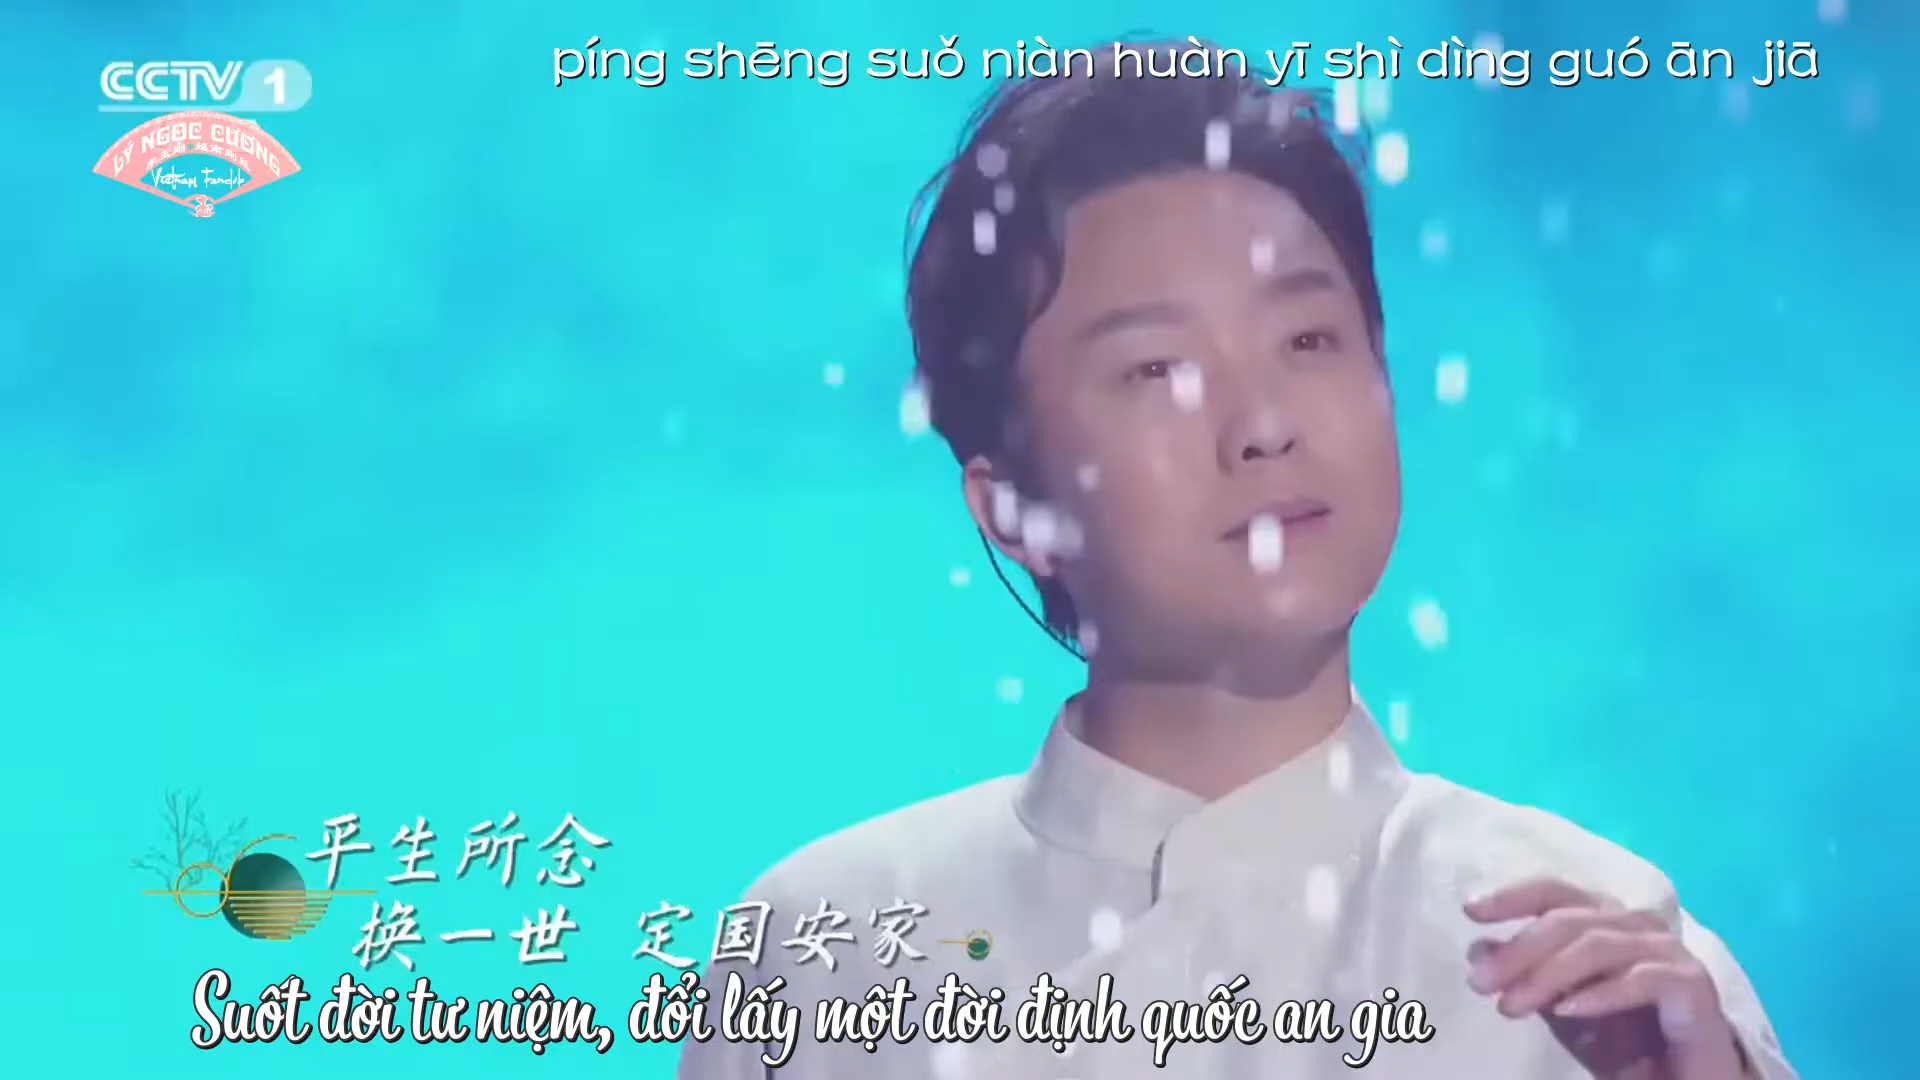 píng shēng suǒ niàn huàn yī shì dìng guó ān jiā
CCTV 1
LÝ NGỌC CƯƠNG
Vietnam Fanclub
平生所念
换一世 定国安家
Suốt đời tư niệm, đổi lấy một đời định quốc an gia